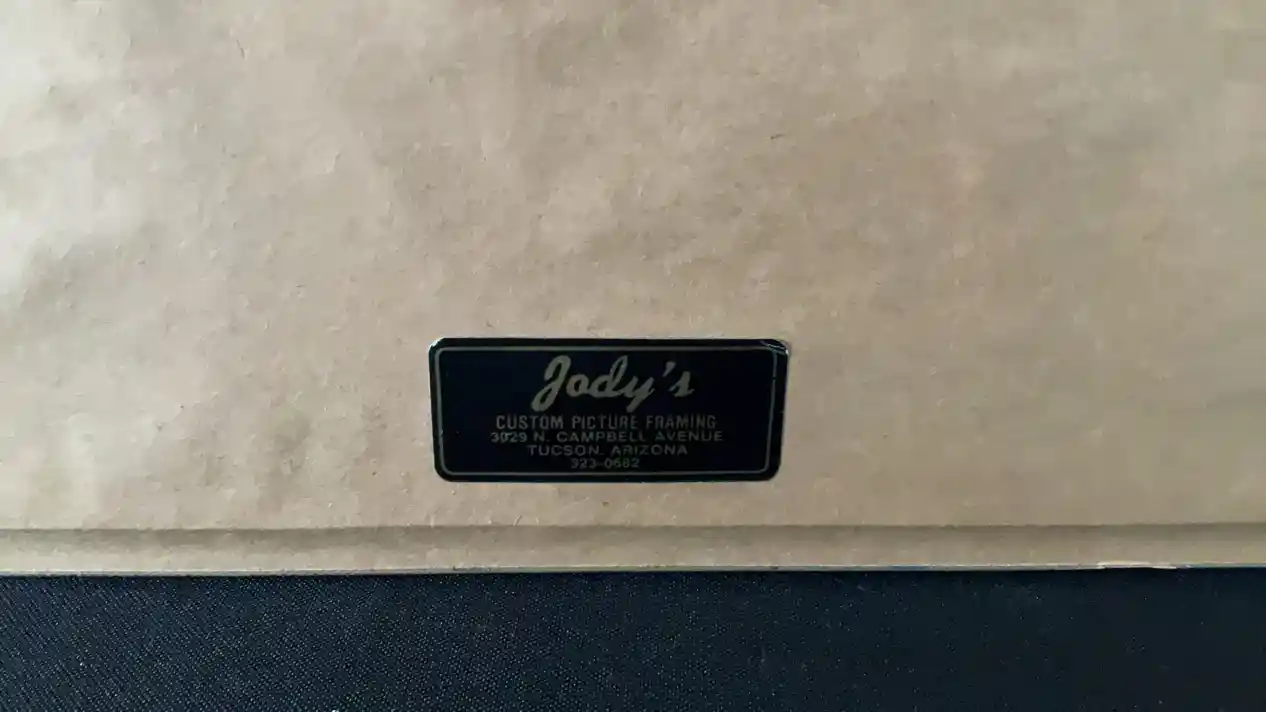 Jody's
CUSTOM PICTURE FRAMING
3029 N. CAMPBELL AVENUE
TUCSON, ARIZONA
323-0682